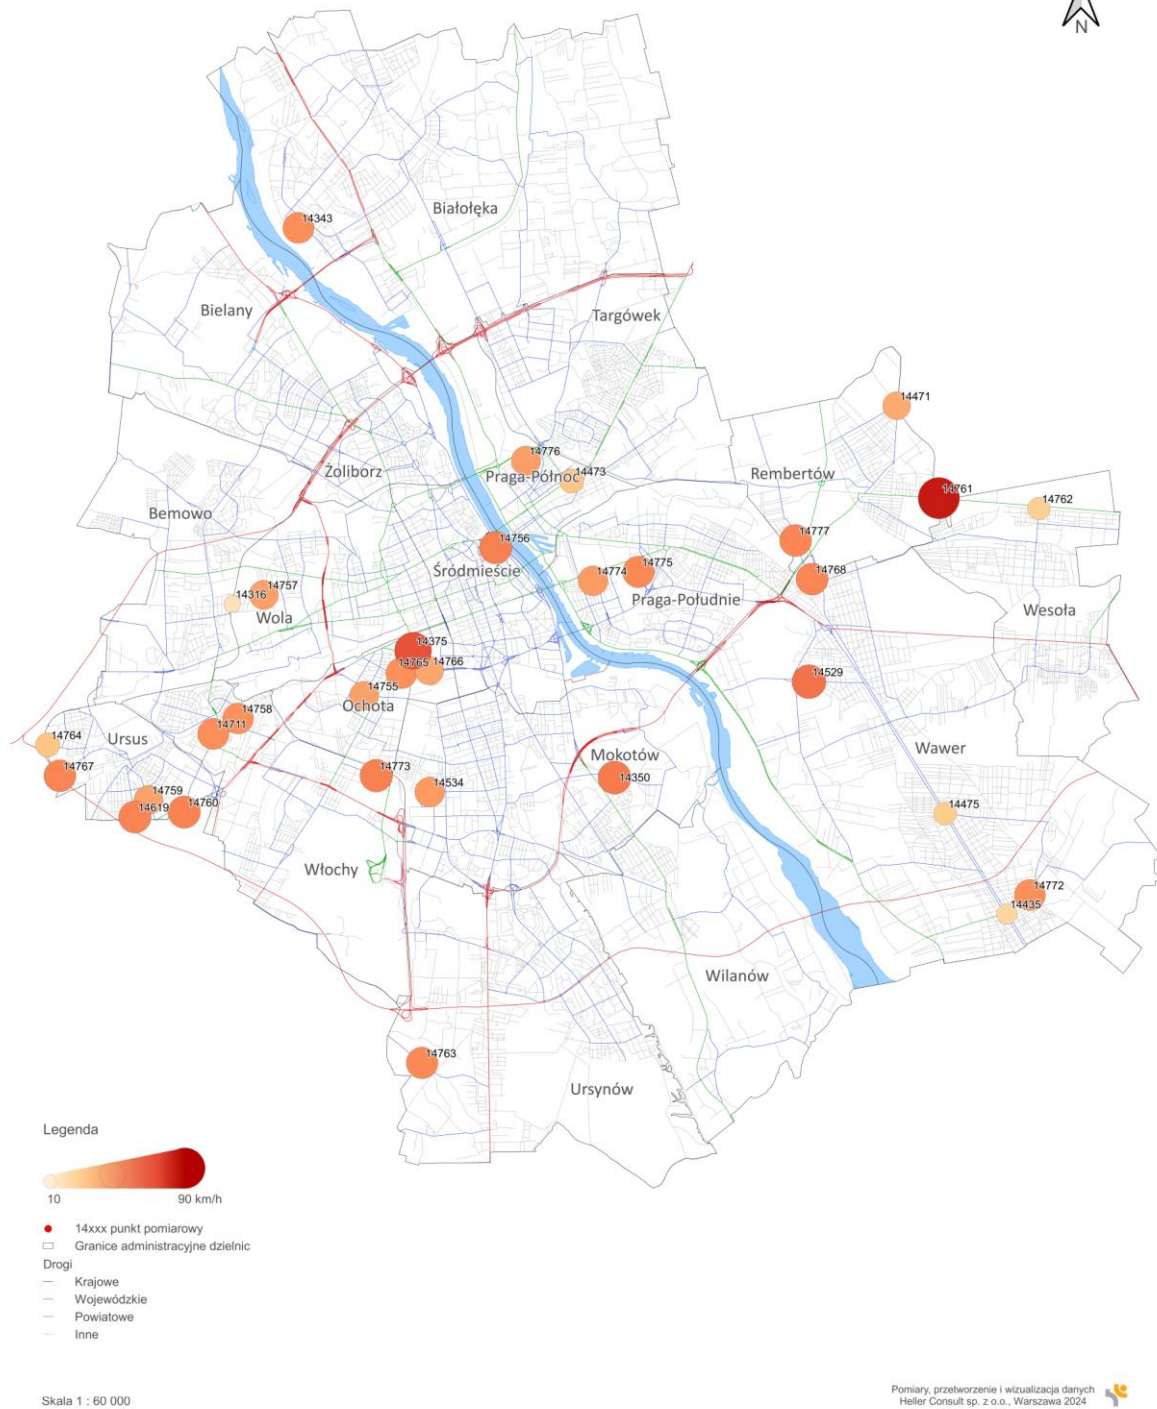 N
Białołęka
14343
Bielany
Targówek
14471
14776
Praga-Północ
14473
Żoliborz
Rembertów
14761
14762
Bemowo
14777
14756
Śródmieście
14775
14774
14768
Praga-Południe
14757
14316
Wola
Wesoła
14375
14765
14766
14755
Ochota
14529
14758
14711
Ursus
14764
14767
Wawer
Mokotów
14350
14773
14534
14759
14619
14760
14475
Włochy
14772
14435
Wilanów
14763
Ursynów
Legenda
10
90 km/h
14xxx punkt pomiarowy
Granice administracyjne dzielnic
Drogi
Krajowe
Wojewódzkie
Powiatowe
Inne
Skala 1 : 60 000
Pomiary, przetworzenie i wizualizacja danych
Heller Consult sp. z o.o., Warszawa 2024